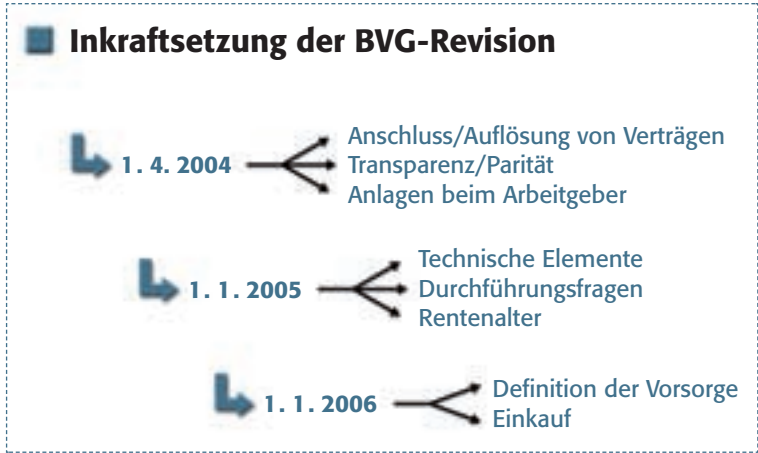 Inkraftsetzung der BVG-Revision
1. 4. 2004
Anschluss/Auflösung von Verträgen
Transparenz/Parität
Anlagen beim Arbeitgeber
1. 1. 2005
Technische Elemente
Durchführungsfragen
Rentenalter
1. 1. 2006
Definition der Vorsorge
Einkauf